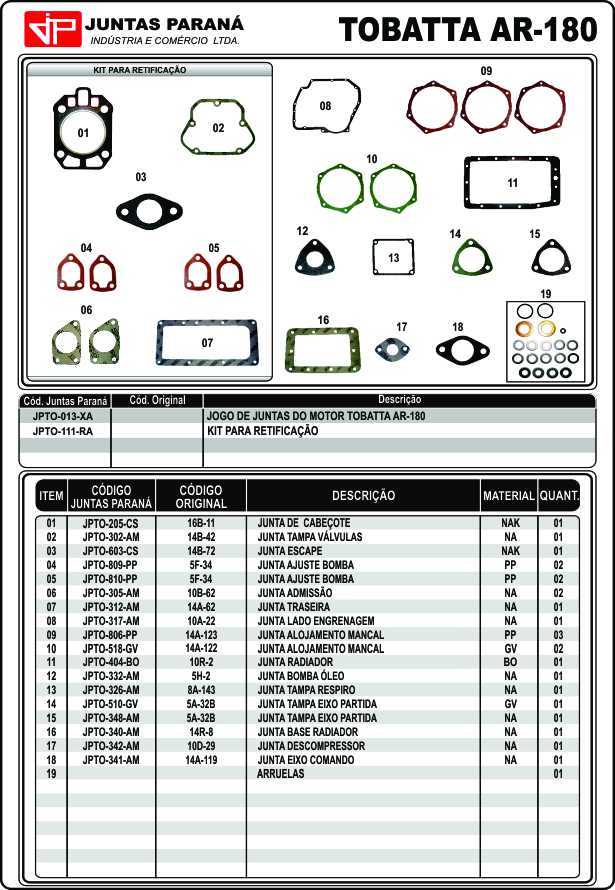 JP
JUNTAS PARANÁ
INDÚSTRIA E COMÉRCIO LTDA.
TOBATTA AR-180
KIT PARA RETIFICAÇÃO
01
02
03
04
05
06
07
08
09
10
11
12
13
14
15
16
17
18
19
Cód. Juntas Paraná Cód. Original Descrição
JPTO-013-XA JOGO DE JUNTAS DO MOTOR TOBATTA AR-180
JPTO-111-RA KIT PARA RETIFICAÇÃO
ITEM CÓDIGO JUNTAS PARANÁ CÓDIGO ORIGINAL DESCRIÇÃO MATERIAL QUANT.
01 JPTO-205-CS 16B-11 JUNTA DE CABEÇOTE NAK 01
02 JPTO-302-AM 14B-42 JUNTA TAMPA VÁLVULAS NA 01
03 JPTO-603-CS 14B-72 JUNTA ESCAPE NAK 01
04 JPTO-809-PP 5F-34 JUNTA AJUSTE BOMBA PP 02
05 JPTO-810-PP 5F-34 JUNTA AJUSTE BOMBA PP 02
06 JPTO-305-AM 10B-62 JUNTA ADMISSÃO NA 02
07 JPTO-312-AM 14A-62 JUNTA TRASEIRA NA 01
08 JPTO-317-AM 10A-22 JUNTA LADO ENGRENAGEM NA 01
09 JPTO-806-PP 14A-123 JUNTA ALOJAMENTO MANCAL PP 03
10 JPTO-518-GV 14A-122 JUNTA ALOJAMENTO MANCAL GV 02
11 JPTO-404-BO 10R-2 JUNTA RADIADOR BO 01
12 JPTO-332-AM 5H-2 JUNTA BOMBA ÓLEO NA 01
13 JPTO-326-AM 8A-143 JUNTA TAMPA RESPIRO NA 01
14 JPTO-510-GV 5A-32B JUNTA TAMPA EIXO PARTIDA GV 01
15 JPTO-348-AM 5A-32B JUNTA TAMPA EIXO PARTIDA NA 01
16 JPTO-340-AM 14R-8 JUNTA BASE RADIADOR NA 01
17 JPTO-342-AM 10D-29 JUNTA DESCOMPRESSOR NA 01
18 JPTO-341-AM 14A-119 JUNTA EIXO COMANDO NA 01
19 ARRUELAS 01